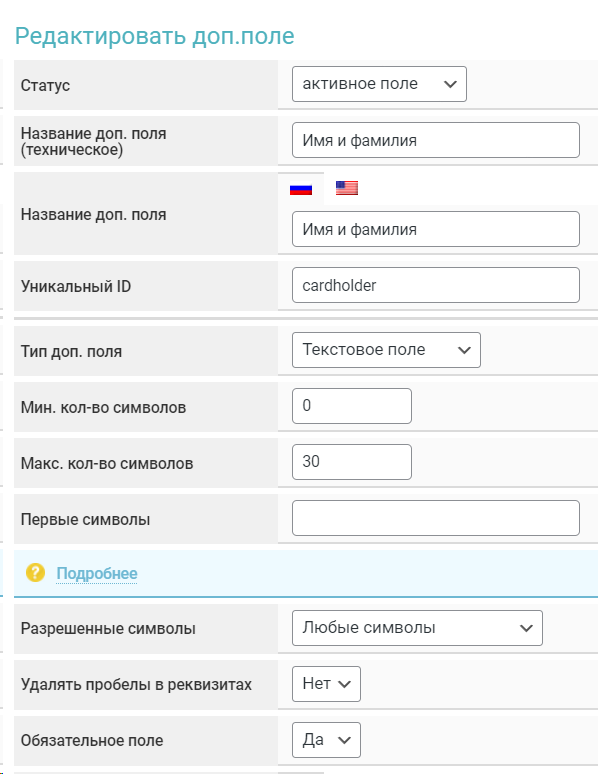 Редактировать доп.поле
Статус
активное поле
Название доп. поля
(техническое)
Имя и фамилия
Название доп. поля
Имя и фамилия
Уникальный ID
cardholder
Тип доп. поля
Текстовое поле
Мин. кол-во символов
0
Макс. кол-во символов
30
Первые символы
? Подробнее
Разрешенные символы
Любые символы
Удалять пробелы в реквизитах
Нет
Обязательное поле
Да